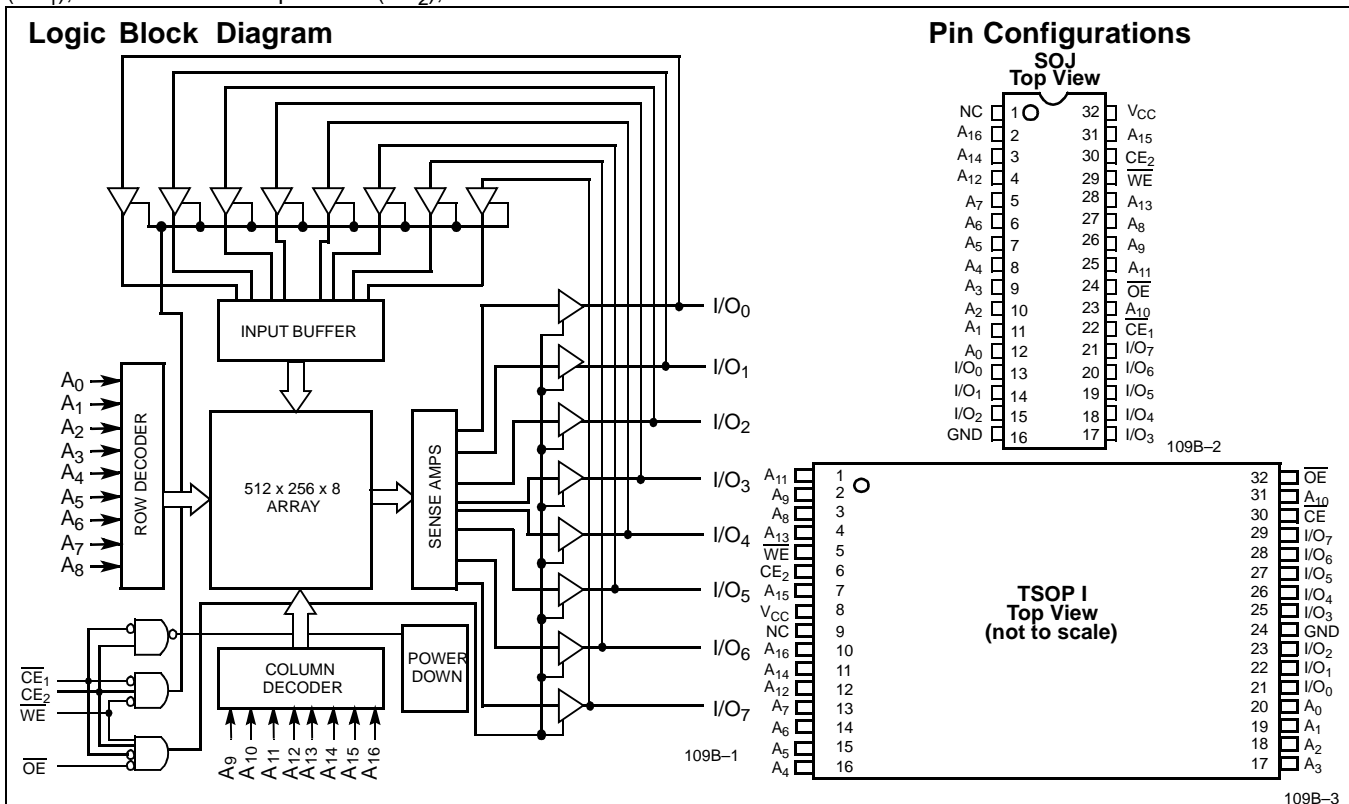 Logic Block Diagram
INPUT BUFFER
A0
A1
A2
A3
A4
A5
A6
A7
A8
ROW DECODER
512 x 256 x 8
ARRAY
SENSE AMPS
COLUMN
DECODER
POWER
DOWN
CE1
CE2
WE
OE
A9
A10
A11
A12
A13
A14
A15
A16
I/O0
I/O1
I/O2
I/O3
I/O4
I/O5
I/O6
I/O7
109B–1
Pin Configurations
SOJ
Top View
NC 1 32 VCC
A16 2 31 A15
A14 3 30 CE2
A12 4 29 WE
A7 5 28 A13
A6 6 27 A8
A5 7 26 A9
A4 8 25 A11
A3 9 24 OE
A2 10 23 A10
A1 11 22 CE1
A0 12 21 I/O7
I/O0 13 20 I/O6
I/O1 14 19 I/O5
I/O2 15 18 I/O4
GND 16 17 I/O3
109B–2
TSOP I
Top View
(not to scale)
A11 1 32 OE
A9 2 31 A10
A8 3 30 CE
A13 4 29 I/O7
WE 5 28 I/O6
CE2 6 27 I/O5
A15 7 26 I/O4
VCC 8 25 I/O3
NC 9 24 GND
A16 10 23 I/O2
A14 11 22 I/O1
A12 12 21 I/O0
A7 13 20 A0
A6 14 19 A1
A5 15 18 A2
A4 16 17 A3
109B–3